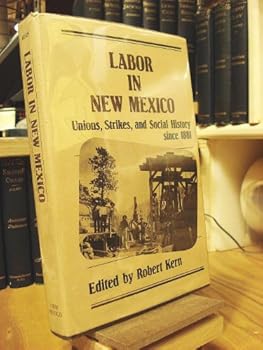 LABOR
IN
NEW MEXICO
Unions, Strikes, and Social History
since 1881
Edited by Robert Kern
LABOR IN NEW MEXICO